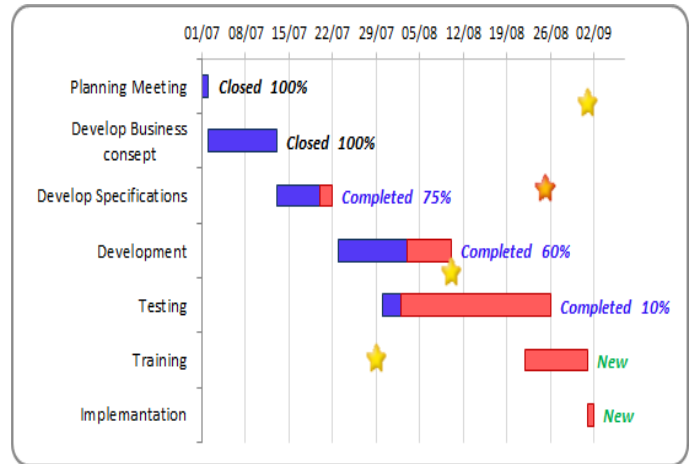 01/07 08/07 15/07 22/07 29/07 05/08 12/08 19/08 26/08 02/09
Planning Meeting Closed 100%
Develop Business
consept Closed 100%
Develop Specifications Completed 75%
Development Completed 60%
Testing Completed 10%
Training New
Implemantation New